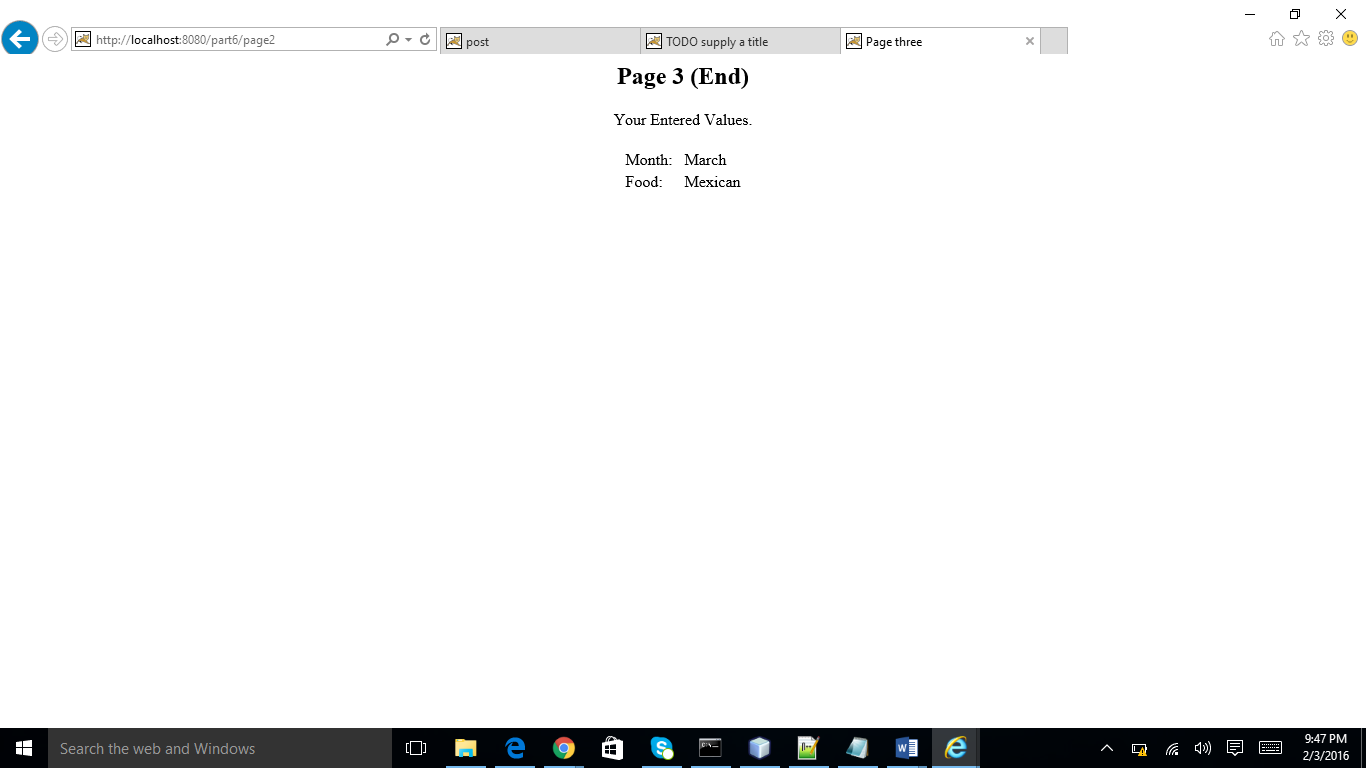 http://localhost:8080/part6/page2
post
TODO supply a title
Page three
Page 3 (End)
Your Entered Values.
Month: March
Food: Mexican
Search the web and Windows
9:47 PM
2/3/2016